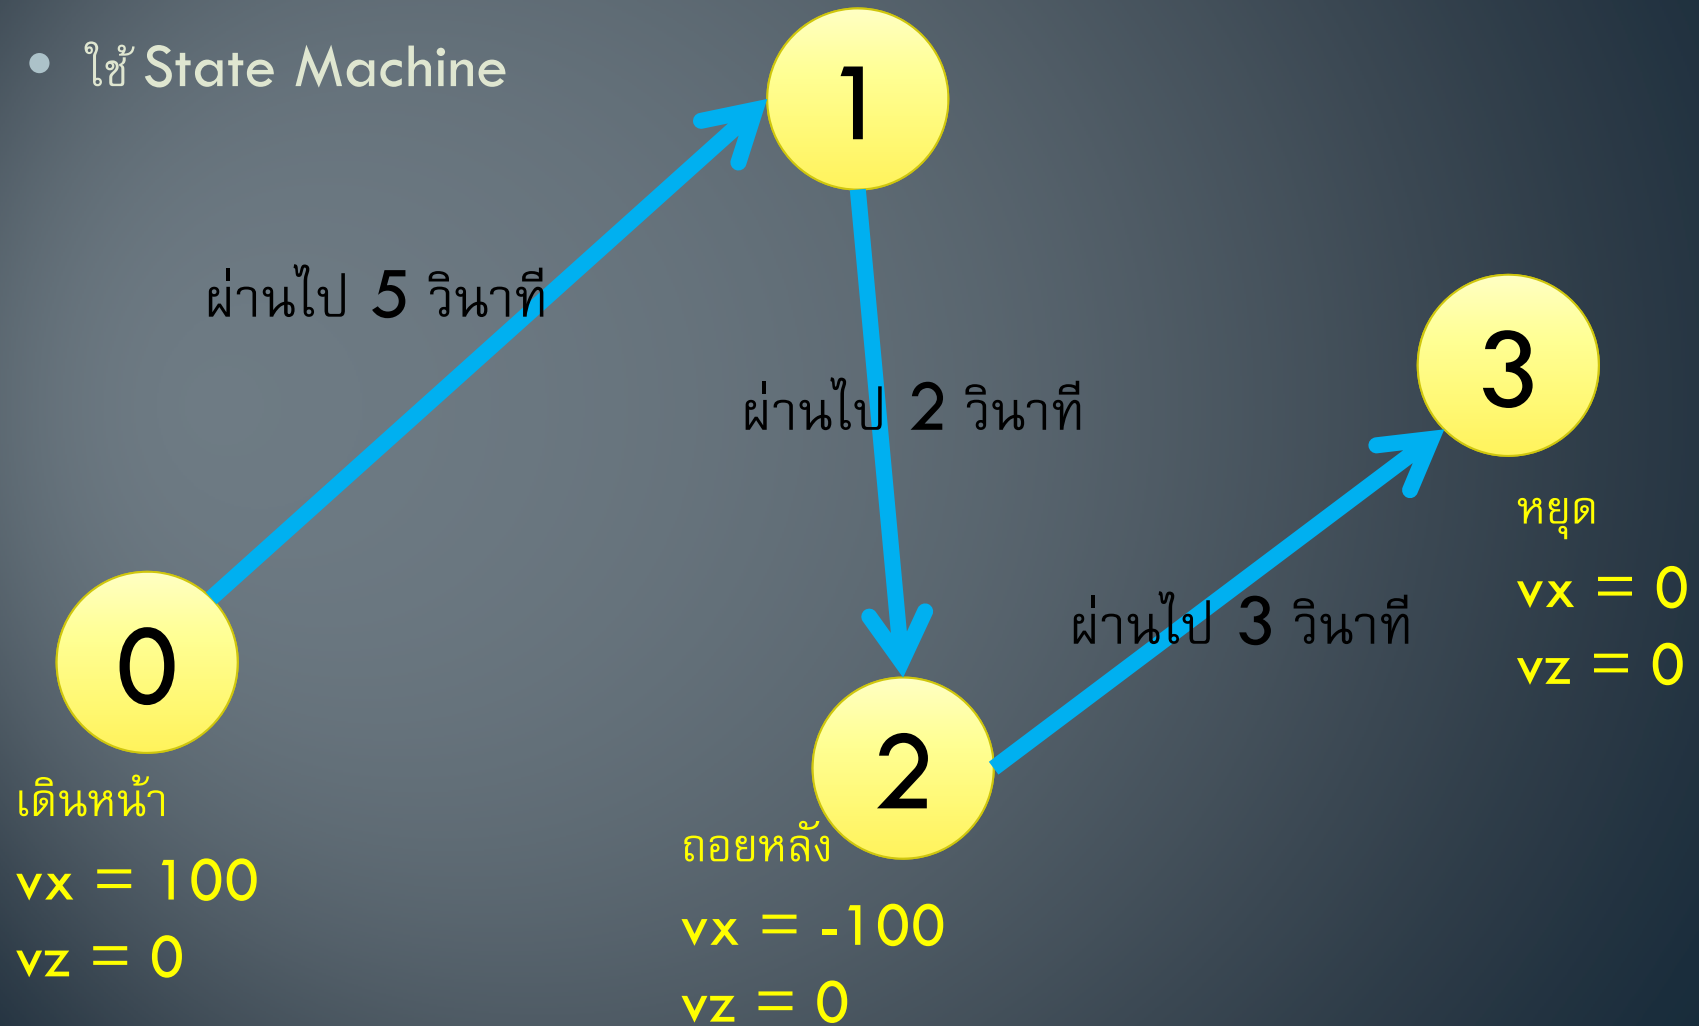 ใช้ State Machine
1
ผ่านไป 5 วินาที
ผ่านไป 2 วินาที
3
หยุด
vx = 0
vz = 0
ผ่านไป 3 วินาที
0
เดินหน้า
vx = 100
vz = 0
2
ถอยหลัง
vx = -100
vz = 0